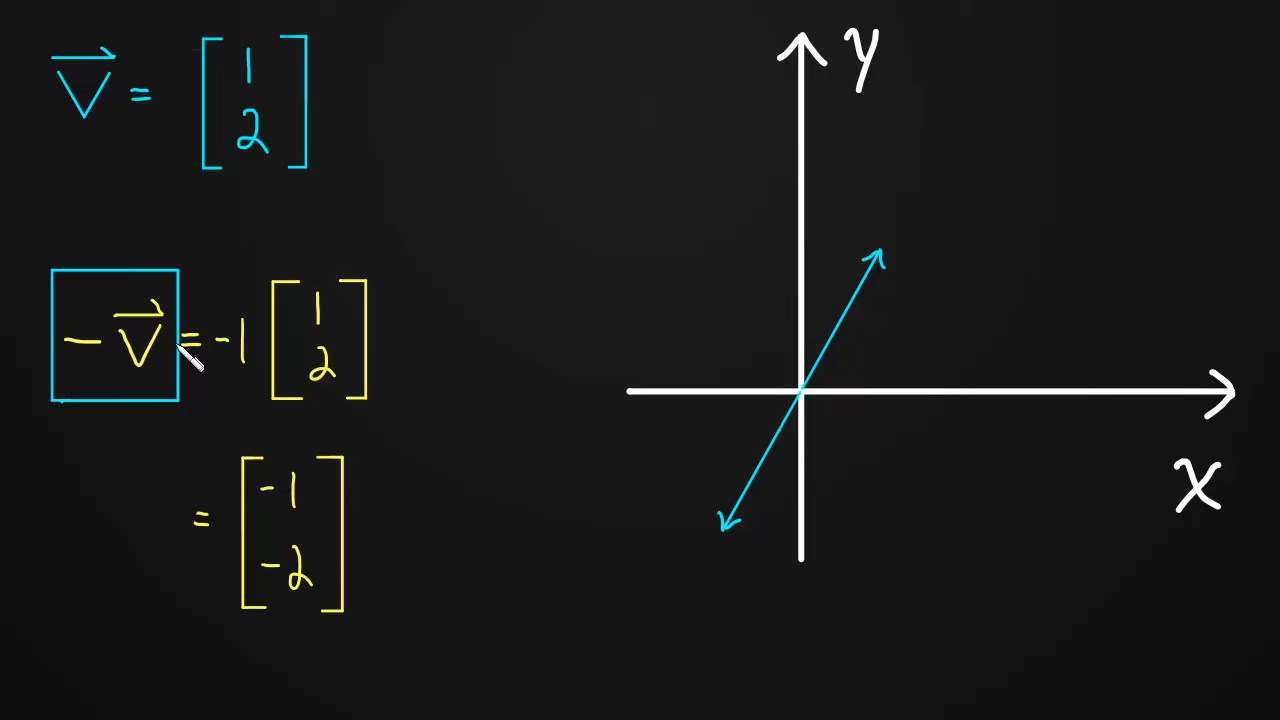 v⃗ = [1
2]
-v⃗ = -1 [1
2]
= [-1
-2]
y
x